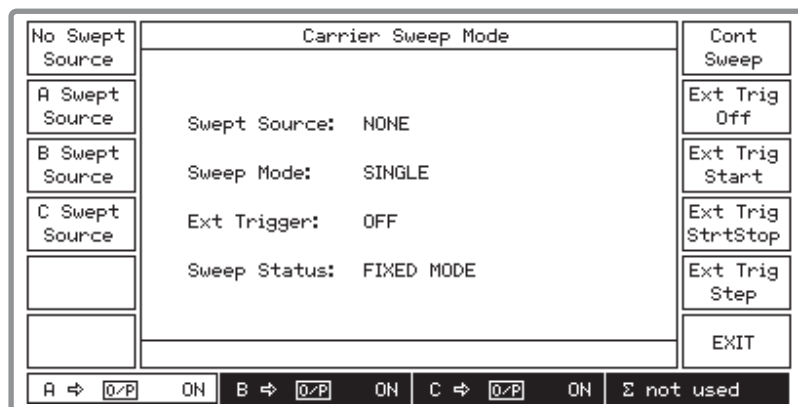 No Swept
Source
A Swept
Source
B Swept
Source
C Swept
Source
Carrier Sweep Mode
Swept Source: NONE
Sweep Mode: SINGLE
Ext Trigger: OFF
Sweep Status: FIXED MODE
Cont
Sweep
Ext Trig
Off
Ext Trig
Start
Ext Trig
StrtStop
Ext Trig
Step
EXIT
A ⇨ O/P ON B ⇨ O/P ON C ⇨ O/P ON Σ not used